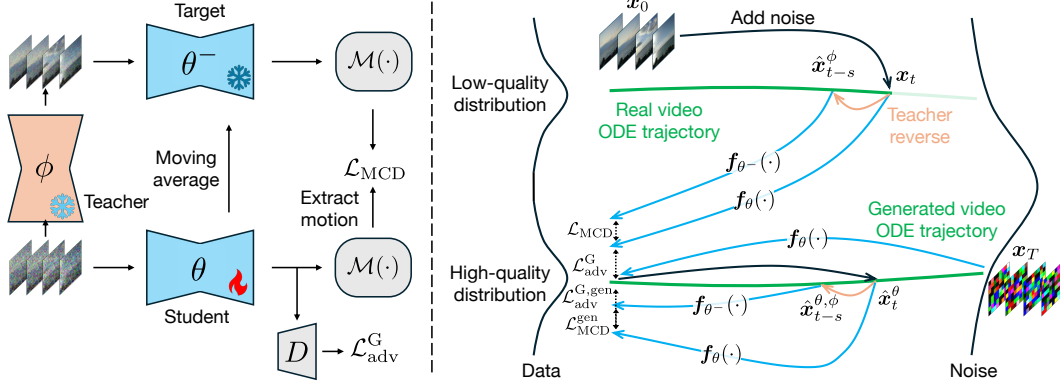 Target
θ⁻
ℳ(·)
ϕ
Teacher
Moving
average
ℒ_MCD
Extract
motion
θ
ℳ(·)
Student
D
ℒ_adv^G
x_0
Add noise
x̂_{t−s}^ϕ
x_t
Low-quality
distribution
Real video
ODE trajectory
Teacher
reverse
f_{θ⁻}(·)
f_θ(·)
ℒ_MCD
Generated video
ODE trajectory
f_θ(·)
x_T
ℒ_adv^G
High-quality
distribution
ℒ_adv^{G,gen}
ℒ_MCD^gen
f_{θ⁻}(·)
x̂_{t−s}^{θ,ϕ}
x̂_t^θ
f_θ(·)
Data
Noise